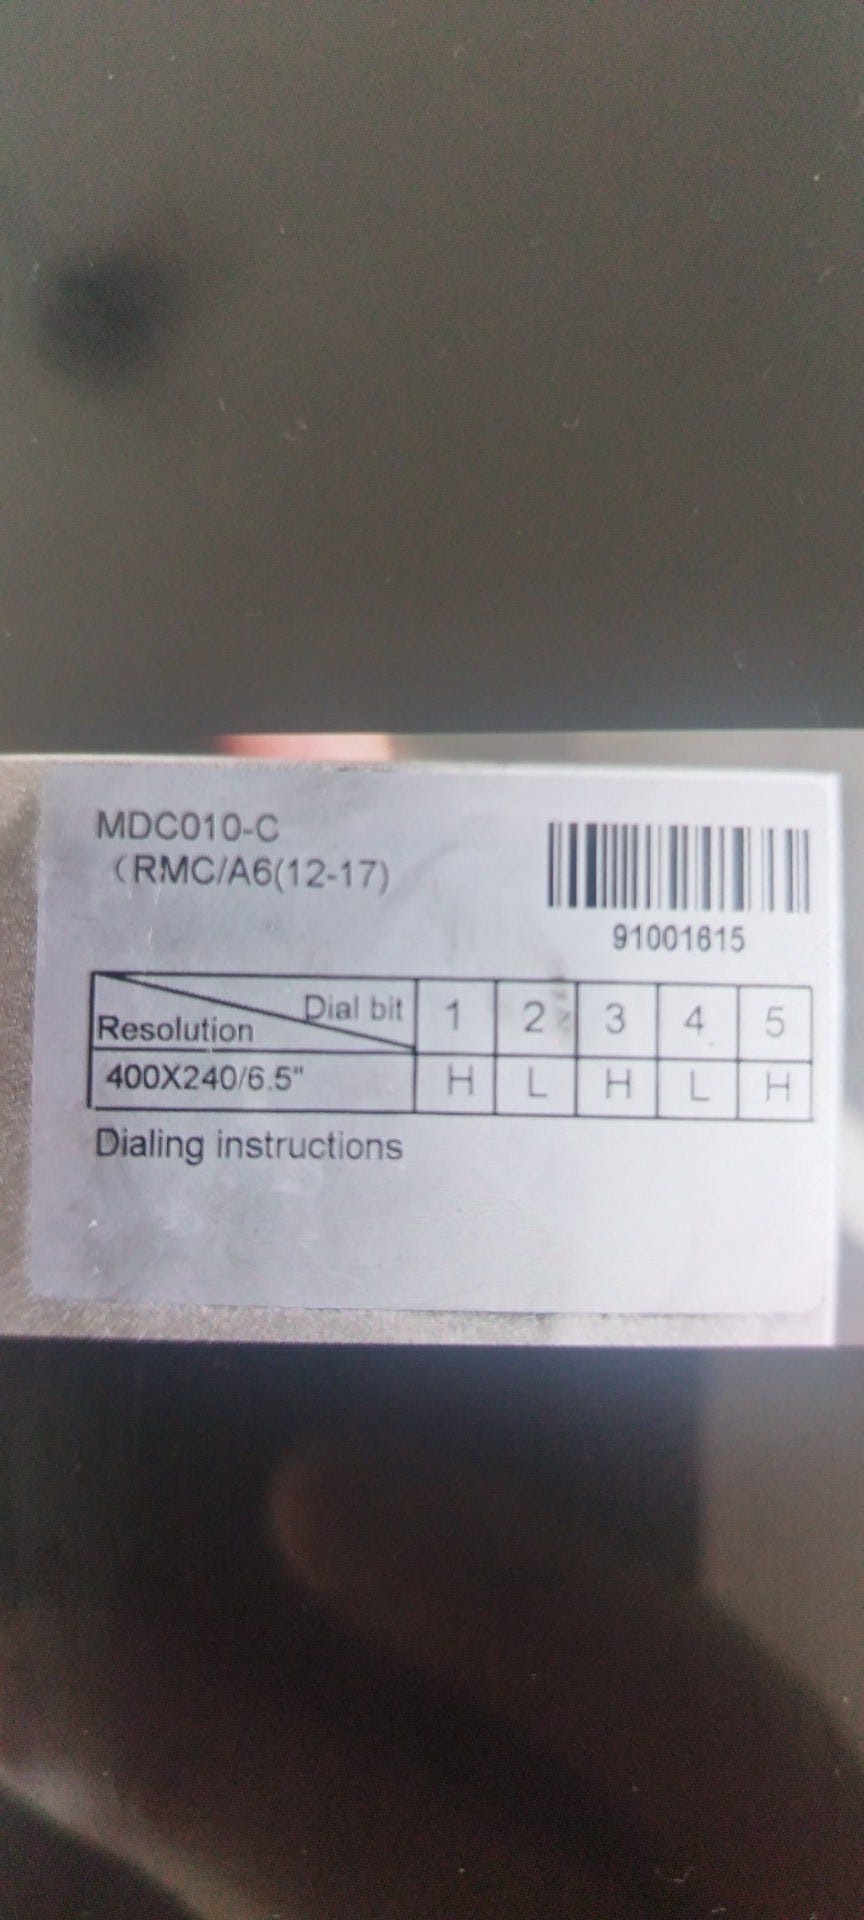 MDC010-C
（RMC/A6(12-17)
91001615
Dial bit 1 2 3 4 5
Resolution
400X240/6.5" H L H L H
Dialing instructions